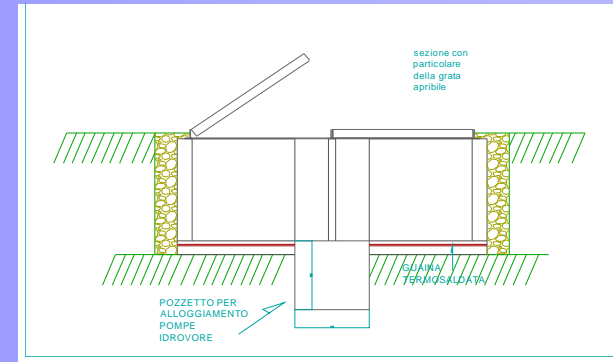 sezione con
particolare
della grata
apribile
GUAINA
TERMOSALDATA
POZZETTO PER
ALLOGGIAMENTO
POMPE
IDROVORE